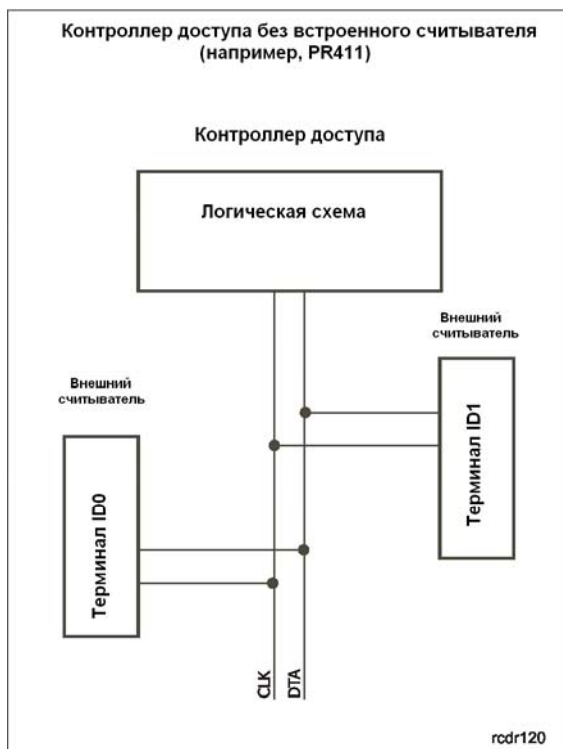 Контроллер доступа без встроенного считывателя
(например, PR411)
Контроллер доступа
Логическая схема
Внешний
считыватель
Терминал ID1
Внешний
считыватель
Терминал ID0
CLK
DTA
rcdr120